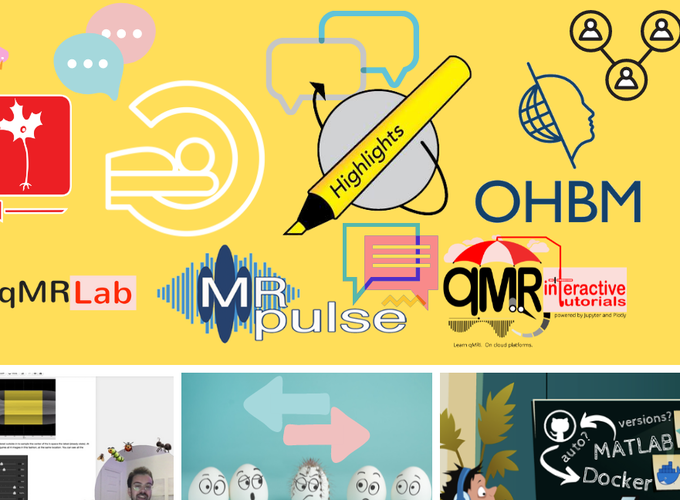 Highlights
OHBM
qMRLab
MR
pulse
qMR interactive
tutorials
powered by Jupyter and Plotly
Learn qMRI. On cloud platforms.
versions?
auto?
MATLAB
Docker